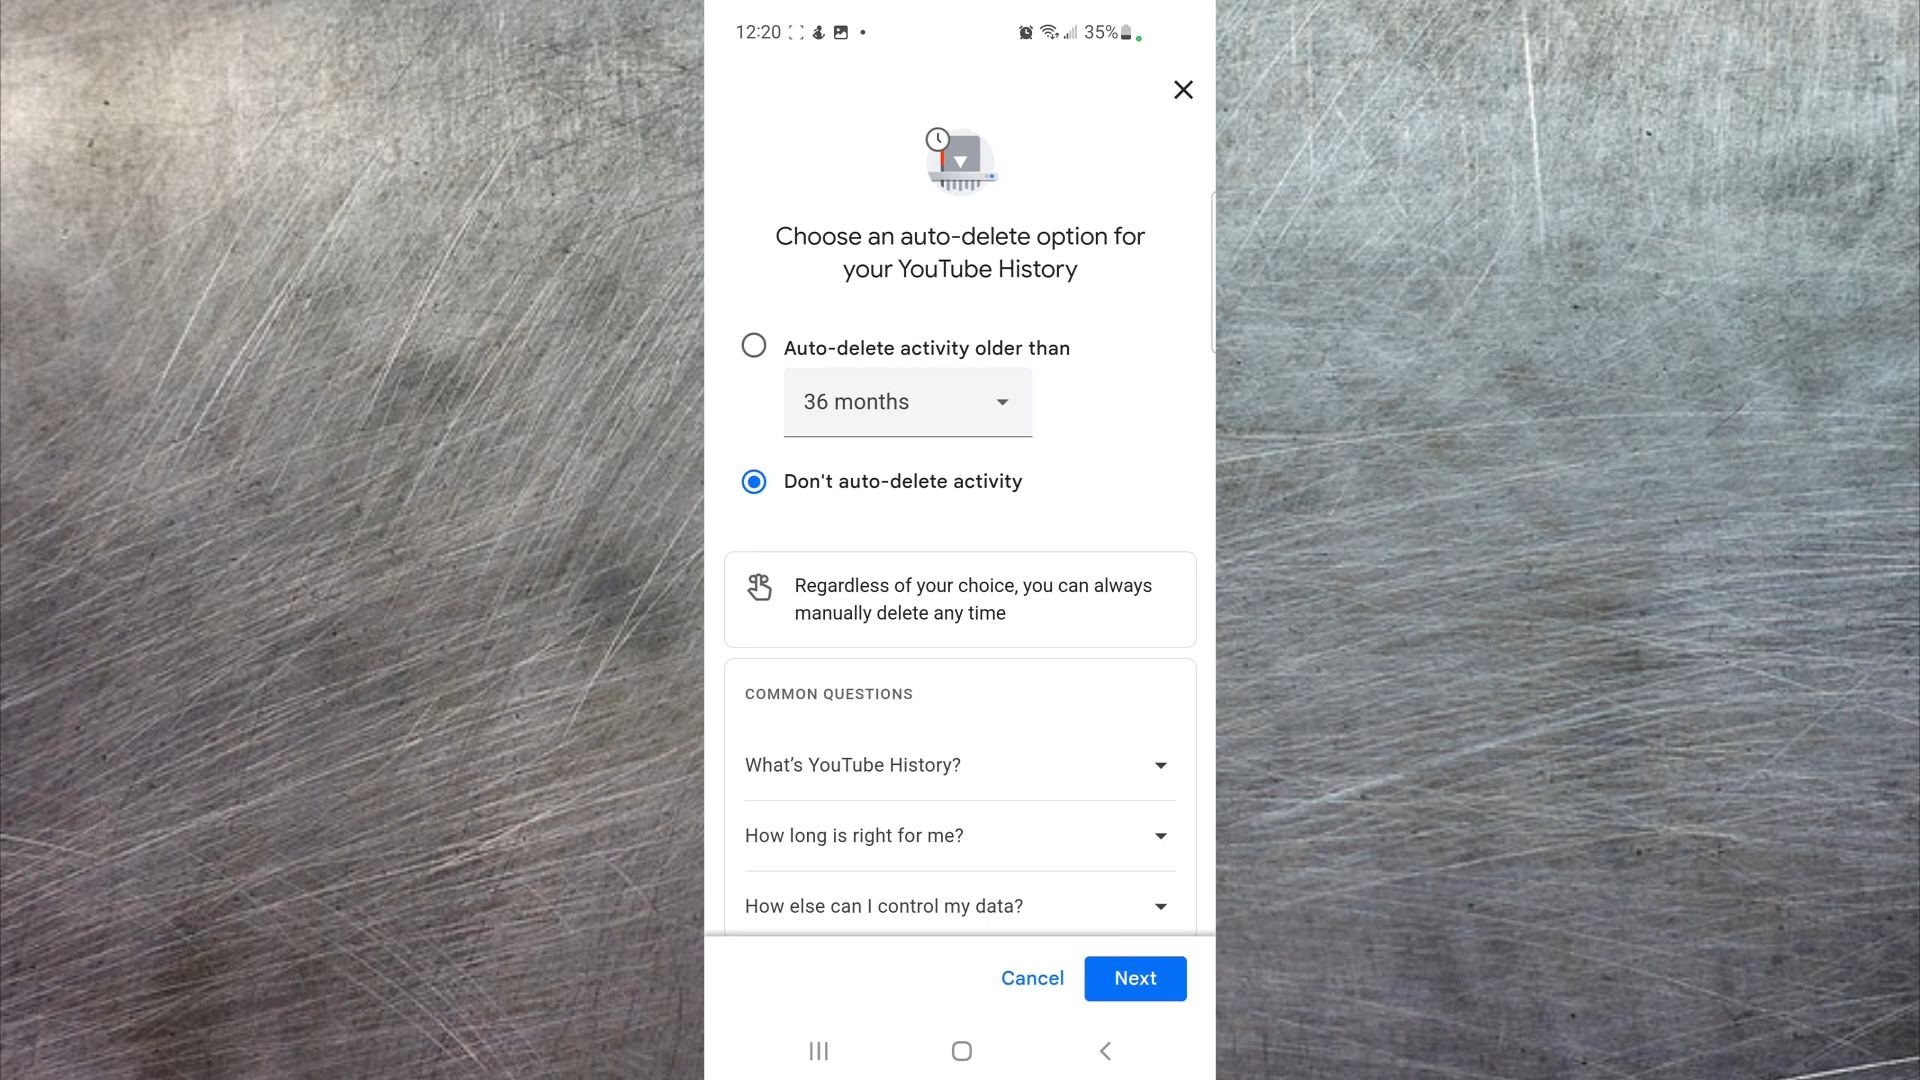 12:20
35%
Choose an auto-delete option for
your YouTube History
Auto-delete activity older than
36 months
Don't auto-delete activity
Regardless of your choice, you can always
manually delete any time
COMMON QUESTIONS
What’s YouTube History?
How long is right for me?
How else can I control my data?
Cancel
Next